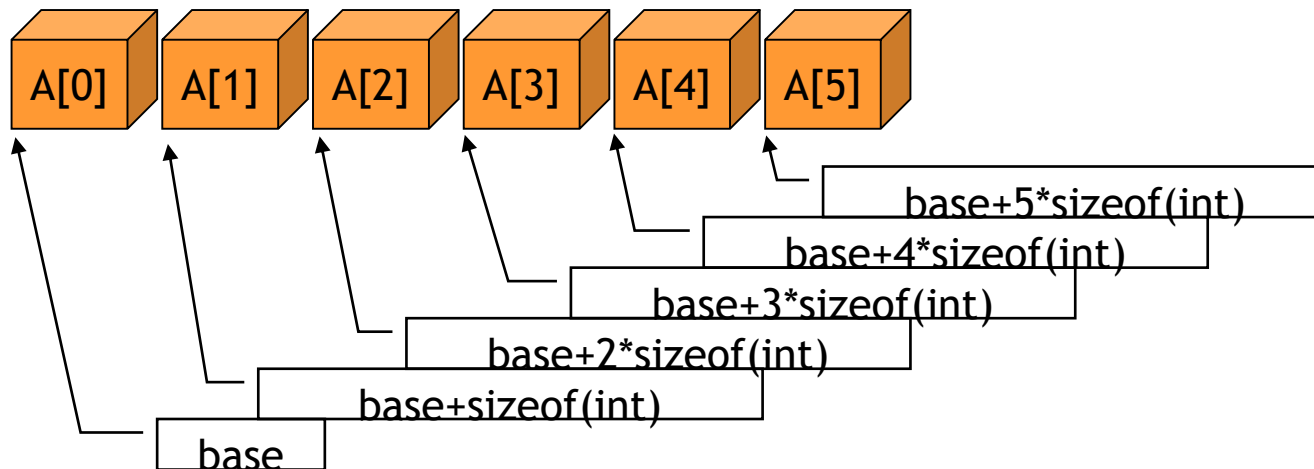 A[0] A[1] A[2] A[3] A[4] A[5]
base+5*sizeof(int)
base+4*sizeof(int)
base+3*sizeof(int)
base+2*sizeof(int)
base+sizeof(int)
base